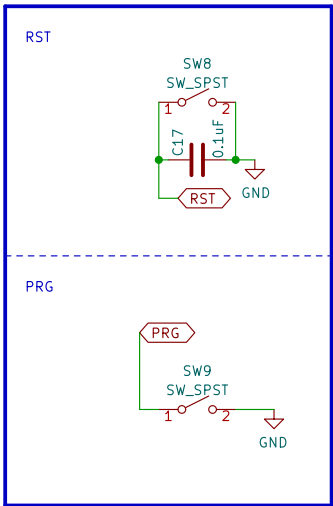 RST
SW8
SW_SPST
1 2
C17
0.1uF
RST
GND
PRG
PRG
SW9
SW_SPST
1 2
GND